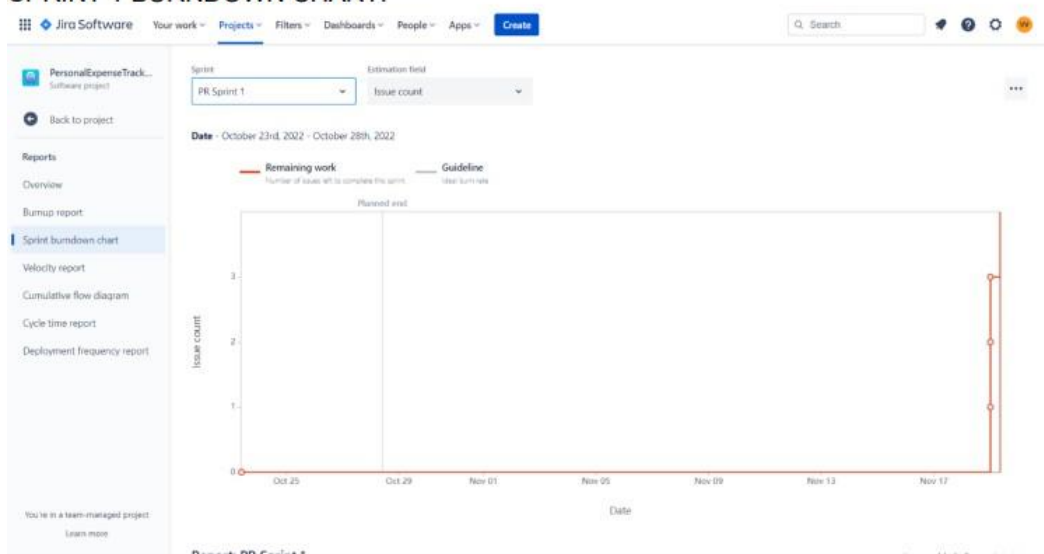 SPRINT 1 BURNDOWN CHART:
Jira Software Your work Projects Filters Dashboards People Apps Create Search
PersonalExpenseTrack...
Software project
Back to project
Reports
Overview
Burnup report
Sprint burndown chart
Velocity report
Cumulative flow diagram
Cycle time report
Deployment frequency report
You're in a team-managed project
Learn more
Sprint Estimation field
PR Sprint 1 Issue count
Date - October 23rd, 2022 - October 28th, 2022
Remaining work Guideline
Number of issues left to complete this sprint Ideal burn rate
Planned end
3
2
1
0
Issue count
Oct 25 Oct 29 Nov 01 Nov 05 Nov 09 Nov 13 Nov 17
Date
Report: PR Sprint 1